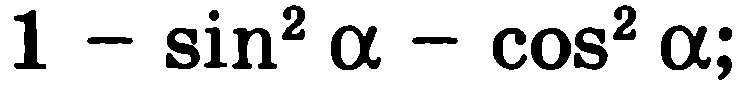 1 − sin² α − cos² α;